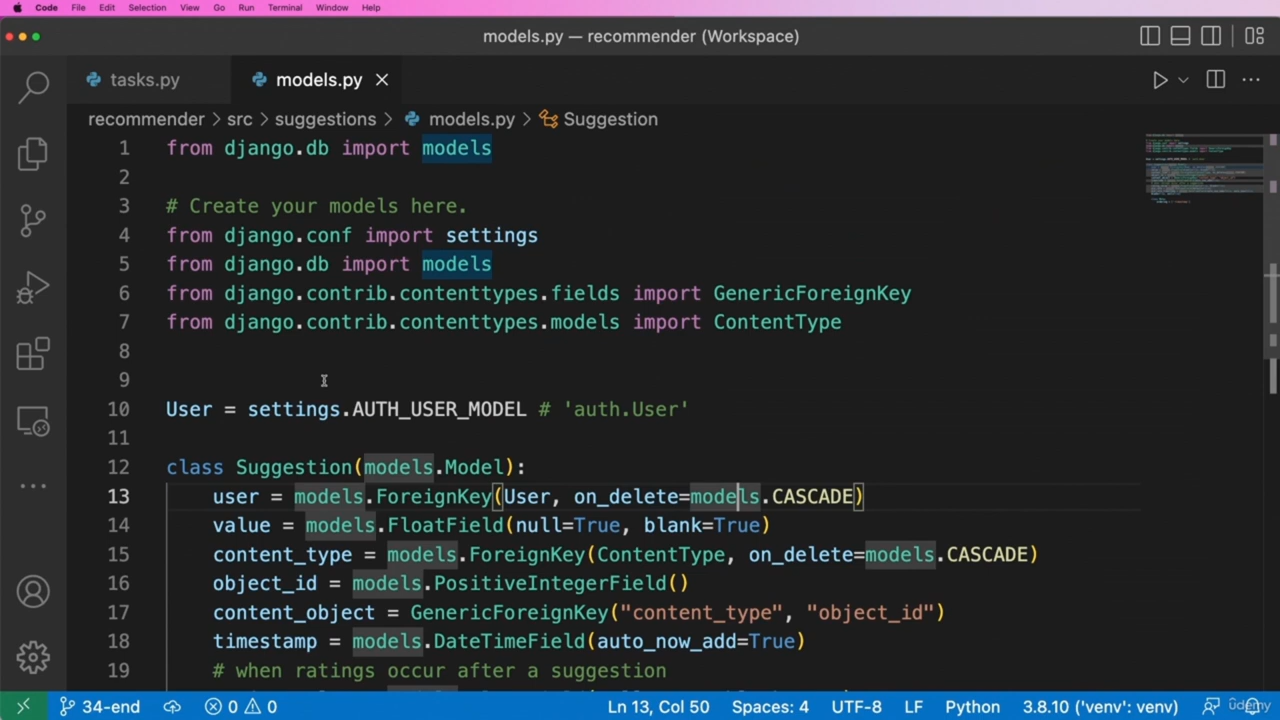 Code File Edit Selection View Go Run Terminal Window Help
models.py — recommender (Workspace)
tasks.py models.py
recommender > src > suggestions > models.py > Suggestion
1 from django.db import models
2
3 # Create your models here.
4 from django.conf import settings
5 from django.db import models
6 from django.contrib.contenttypes.fields import GenericForeignKey
7 from django.contrib.contenttypes.models import ContentType
8
9
10 User = settings.AUTH_USER_MODEL # 'auth.User'
11
12 class Suggestion(models.Model):
13 user = models.ForeignKey(User, on_delete=models.CASCADE)
14 value = models.FloatField(null=True, blank=True)
15 content_type = models.ForeignKey(ContentType, on_delete=models.CASCADE)
16 object_id = models.PositiveIntegerField()
17 content_object = GenericForeignKey("content_type", "object_id")
18 timestamp = models.DateTimeField(auto_now_add=True)
19 # when ratings occur after a suggestion
34-end 0 0 Ln 13, Col 50 Spaces: 4 UTF-8 LF Python 3.8.10 ('venv': venv) udemy